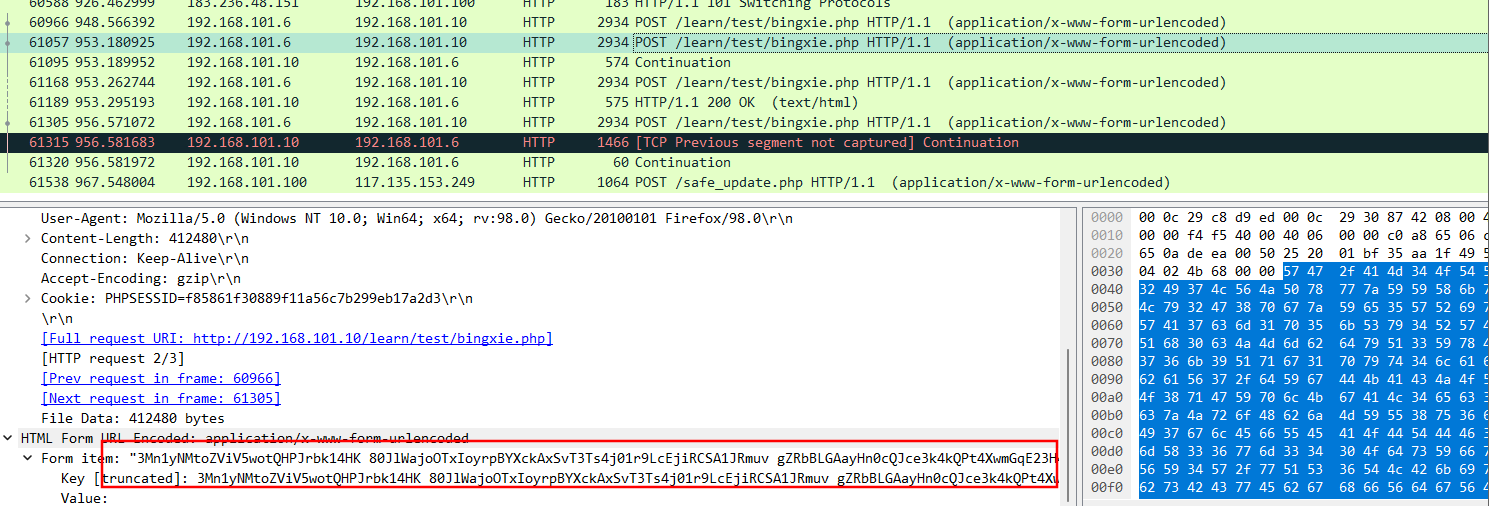 60588 926.462999 183.236.48.151 192.168.101.100 HTTP 183 HTTP/1.1 101 Switching Protocols
60966 948.566392 192.168.101.6 192.168.101.10 HTTP 2934 POST /learn/test/bingxie.php HTTP/1.1 (application/x-www-form-urlencoded)
61057 953.180925 192.168.101.6 192.168.101.10 HTTP 2934 POST /learn/test/bingxie.php HTTP/1.1 (application/x-www-form-urlencoded)
61095 953.189952 192.168.101.10 192.168.101.6 HTTP 574 Continuation
61168 953.262744 192.168.101.6 192.168.101.10 HTTP 2934 POST /learn/test/bingxie.php HTTP/1.1 (application/x-www-form-urlencoded)
61189 953.295193 192.168.101.10 192.168.101.6 HTTP 575 HTTP/1.1 200 OK (text/html)
61305 956.571072 192.168.101.6 192.168.101.10 HTTP 2934 POST /learn/test/bingxie.php HTTP/1.1 (application/x-www-form-urlencoded)
61315 956.581683 192.168.101.10 192.168.101.6 HTTP 1466 [TCP Previous segment not captured] Continuation
61320 956.581972 192.168.101.10 192.168.101.6 HTTP 60 Continuation
61538 967.548004 192.168.101.100 117.135.153.249 HTTP 1064 POST /safe_update.php HTTP/1.1 (application/x-www-form-urlencoded)
User-Agent: Mozilla/5.0 (Windows NT 10.0; Win64; x64; rv:98.0) Gecko/20100101 Firefox/98.0\r\n
Content-Length: 412480\r\n
Connection: Keep-Alive\r\n
Accept-Encoding: gzip\r\n
Cookie: PHPSESSID=f85861f30889f11a56c7b299eb17a2d3\r\n
\r\n
[Full request URI: http://192.168.101.10/learn/test/bingxie.php]
[HTTP request 2/3]
[Prev request in frame: 60966]
[Next request in frame: 61305]
File Data: 412480 bytes
HTML Form URL Encoded: application/x-www-form-urlencoded
Form item: "3Mn1yNMtoZViV5wotQHPJrbk14HK 80JlWajoOTxIoyrpBYXckAxSvT3Ts4j01r9LcEjiRCSA1JRmuv gZRbBLGAayHn0cQJce3k4kQPt4XwmGqE23H
Key [truncated]: 3Mn1yNMtoZViV5wotQHPJrbk14HK 80JlWajoOTxIoyrpBYXckAxSvT3Ts4j01r9LcEjiRCSA1JRmuv gZRbBLGAayHn0cQJce3k4kQPt4Xw
Value:
0000 00 0c 29 c8 d9 ed 00 0c 29 30 87 42 08 00
0010 00 00 f4 f5 40 00 40 06 00 00 c0 a8 65 06
0020 65 0a de ea 00 50 25 20 01 bf 35 aa 1f 49
0030 04 02 4b 68 00 00 57 47 2f 41 4d 34 4f 54
0040 32 49 37 4c 56 4a 50 78 77 7a 59 59 58 6b
0050 4c 79 32 47 38 70 67 7a 59 65 35 57 52 69
0060 57 41 37 63 6d 31 70 35 6b 53 79 34 52 57
0070 51 68 30 63 4a 4d 6d 62 64 79 51 33 59 78
0080 37 36 6b 39 51 71 67 31 70 79 74 34 6c 61
0090 62 61 56 37 2f 64 59 67 44 4b 41 43 4a 4f
00a0 4f 38 71 47 59 70 6c 4b 67 41 4c 34 65 63
00b0 63 7a 4a 72 6f 48 62 6a 4d 59 55 38 75 36
00c0 49 37 67 6c 45 66 55 45 41 4f 44 54 44 46
00d0 6d 58 33 36 77 6d 33 34 30 4f 64 73 59 66
00e0 56 59 34 57 2f 77 51 53 36 54 4c 42 6b 69
00f0 62 73 42 43 77 45 62 67 68 66 56 64 67 56